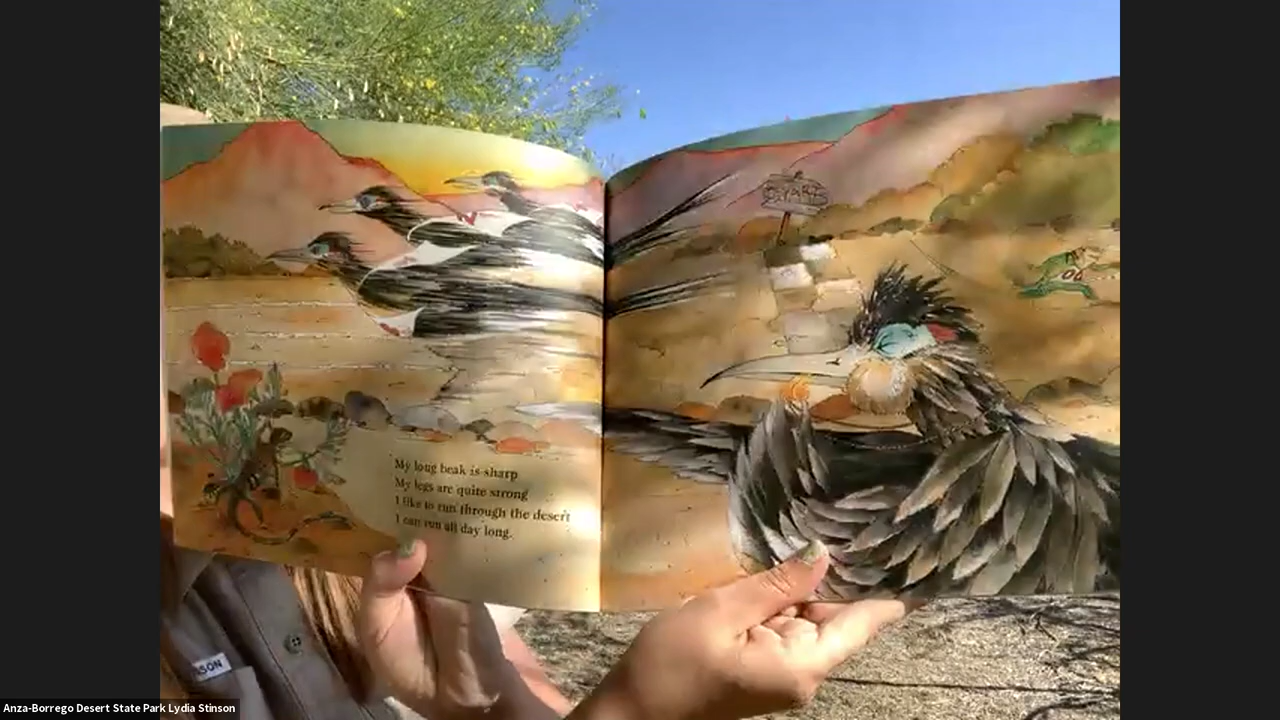 My long beak is sharp
My legs are quite strong
I like to run through the desert
I can run all day long.
SON
Anza-Borrego Desert State Park Lydia Stinson